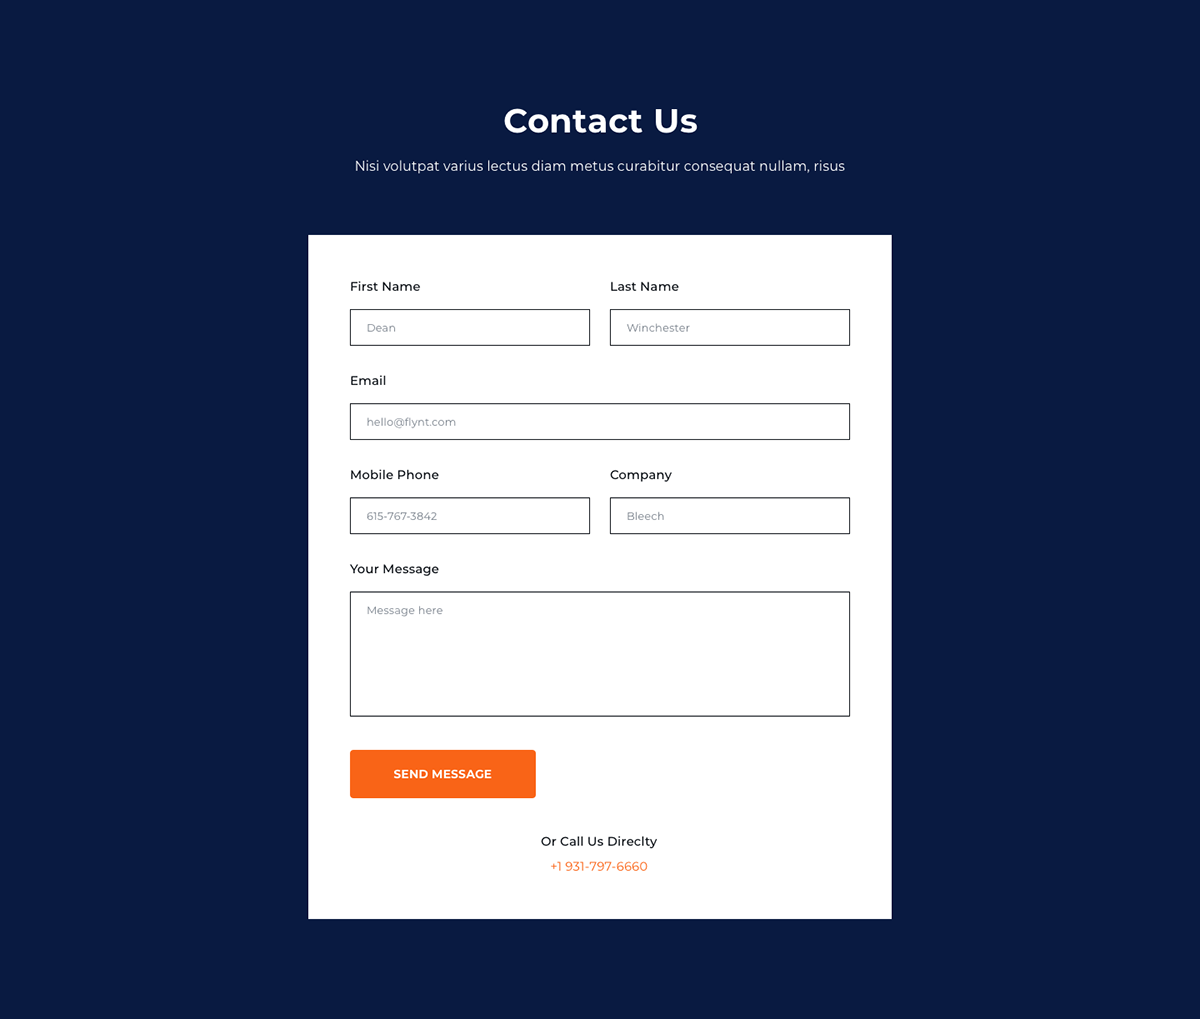 Contact Us
Nisi volutpat varius lectus diam metus curabitur consequat nullam, risus
First Name
Last Name
Dean
Winchester
Email
hello@flynt.com
Mobile Phone
Company
615-767-3842
Bleech
Your Message
Message here
SEND MESSAGE
Or Call Us Direclty
+1 931-797-6660